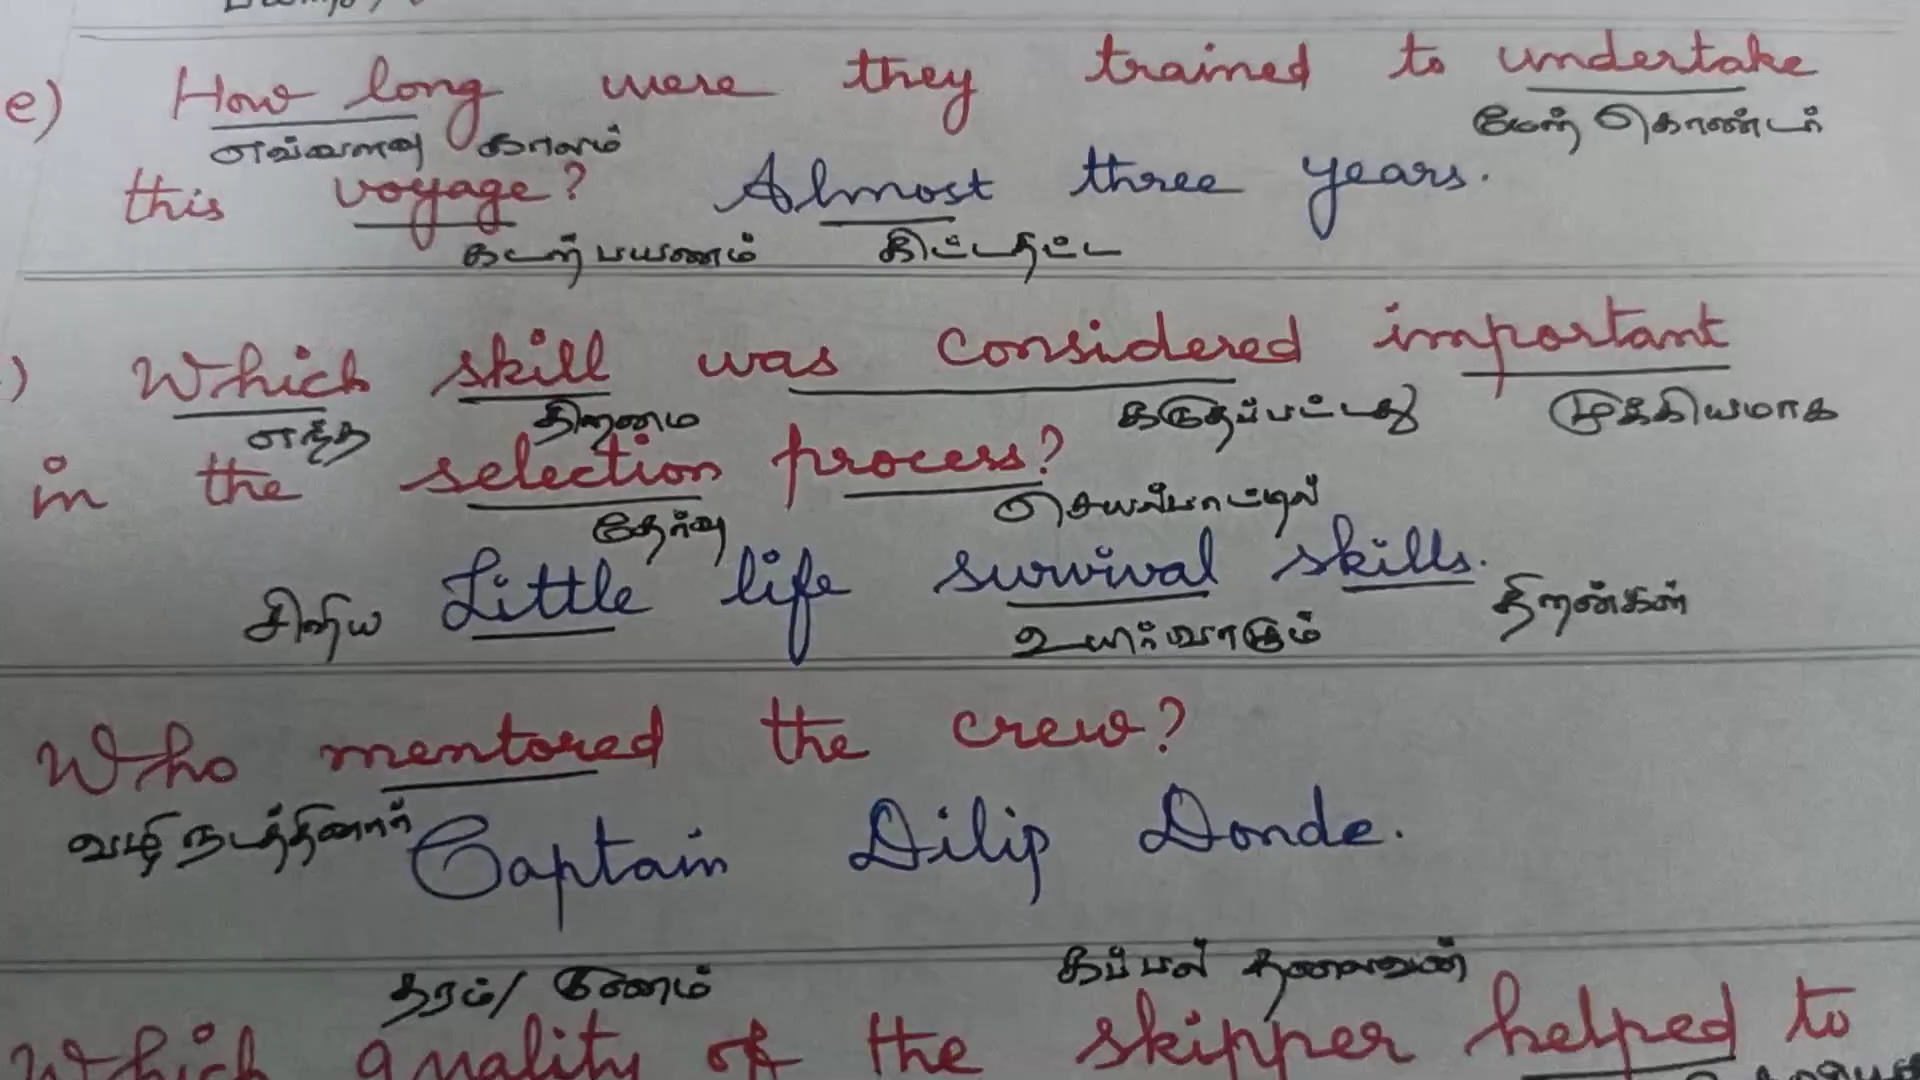 e) How long were they trained to undertake
எவ்வளவு காலம் மேற் கொண்டர்
this voyage? Almost three years.
கடற் பயணம் கிட்டதட்ட
) Which skill was considered important
எந்த திறமை கருதப்பட்டது முக்கியமாக
in the selection process?
தேர்வு செயல்பாட்டில்
சிறிய Little life survival skills. திறன்கள்
உயிர்வாழும்
Who mentored the crew?
வழி நடத்தினார் Captain Dilip Donde.
தரம்/ குணம் கப்பல் தலைவன்
Which quality of the skipper helped to